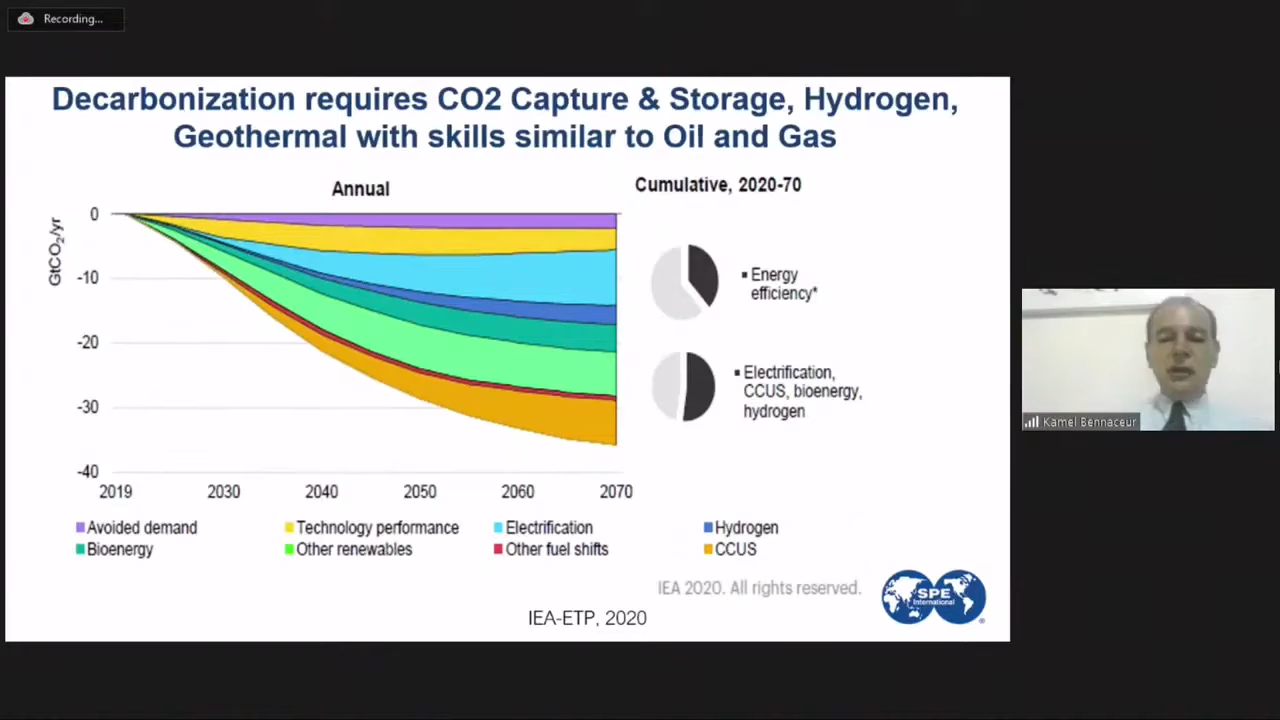 Recording...
Decarbonization requires CO2 Capture & Storage, Hydrogen,
Geothermal with skills similar to Oil and Gas
Annual
Cumulative, 2020-70
GtCO₂/yr
0
-10
-20
-30
-40
2019 2030 2040 2050 2060 2070
▪ Energy
efficiency*
▪ Electrification,
CCUS, bioenergy,
hydrogen
Avoided demand Technology performance Electrification Hydrogen
Bioenergy Other renewables Other fuel shifts CCUS
IEA 2020. All rights reserved.
IEA-ETP, 2020
SPE
International
®
Kamel Bennaceur